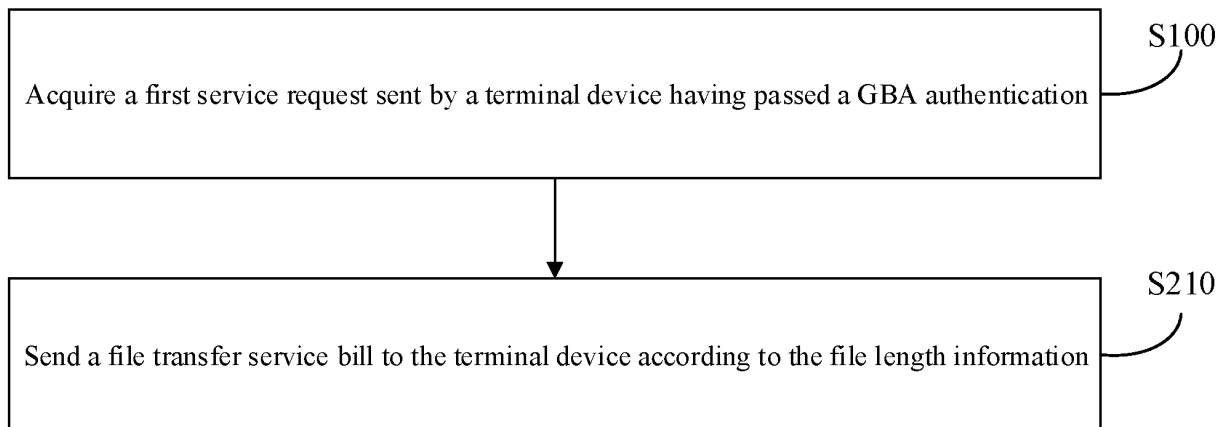 S100
Acquire a first service request sent by a terminal device having passed a GBA authentication
S210
Send a file transfer service bill to the terminal device according to the file length information